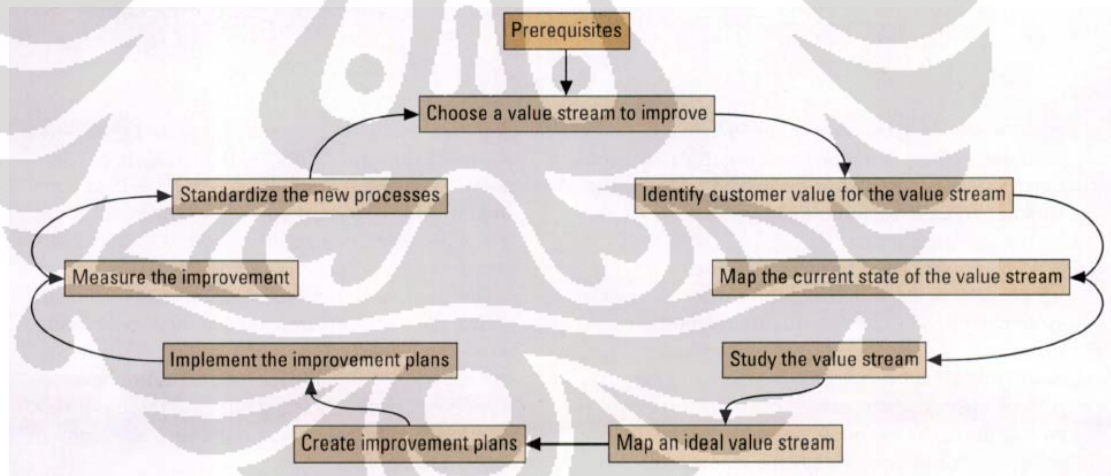 Prerequisites
Choose a value stream to improve
Identify customer value for the value stream
Map the current state of the value stream
Study the value stream
Map an ideal value stream
Create improvement plans
Implement the improvement plans
Measure the improvement
Standardize the new processes